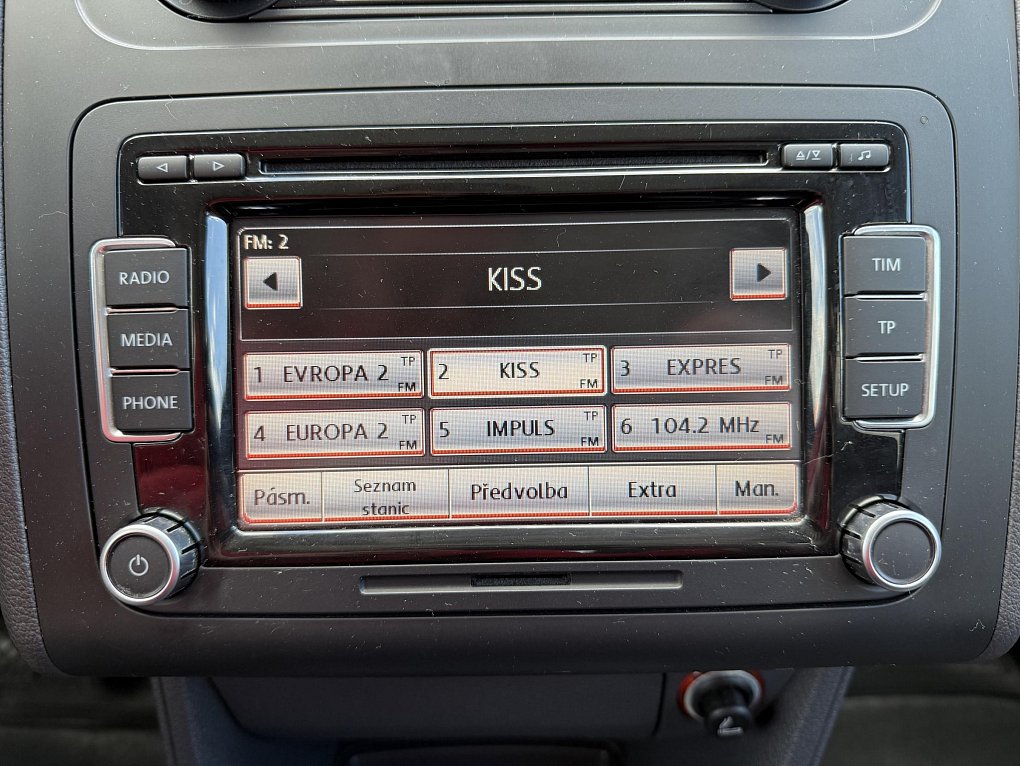 FM: 2
KISS
RADIO
MEDIA
PHONE
TIM
TP
SETUP
1 EVROPA 2 TP FM
2 KISS TP FM
3 EXPRES TP FM
4 EUROPA 2 TP FM
5 IMPULS TP FM
6 104.2 MHz FM
Pásm.
Seznam
stanic
Předvolba
Extra
Man.